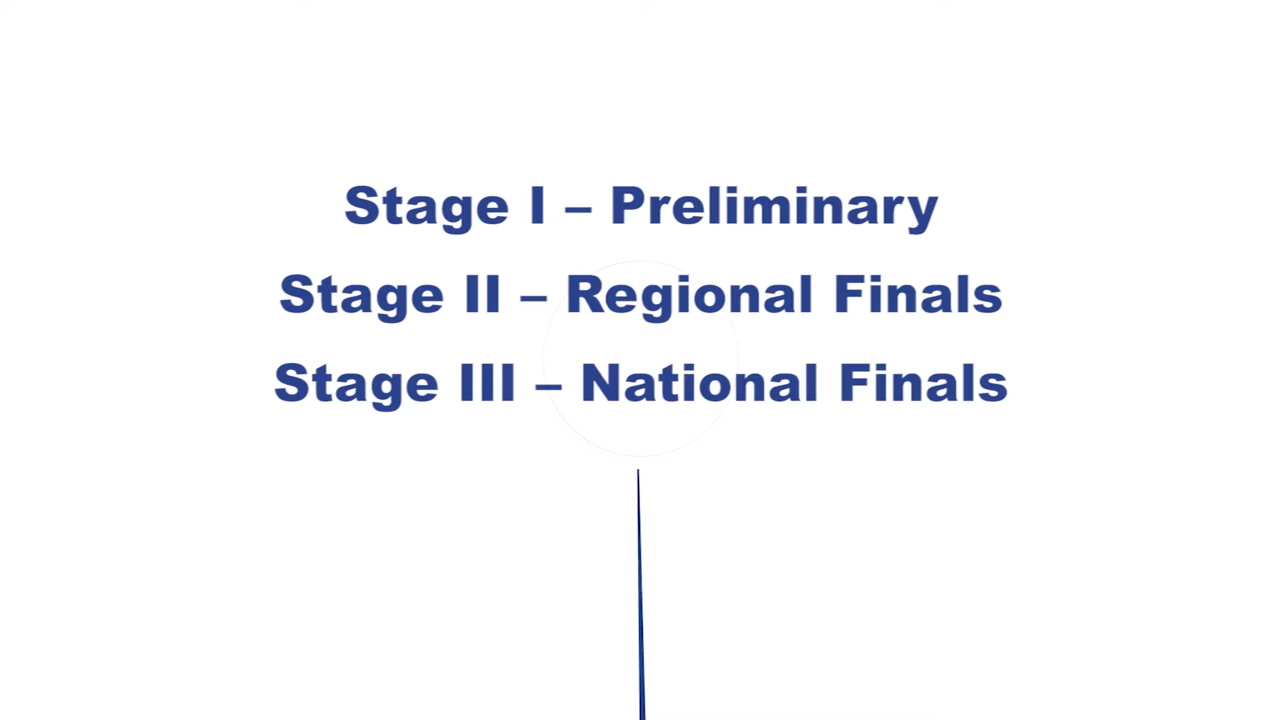 Stage I – Preliminary
Stage II – Regional Finals
Stage III – National Finals